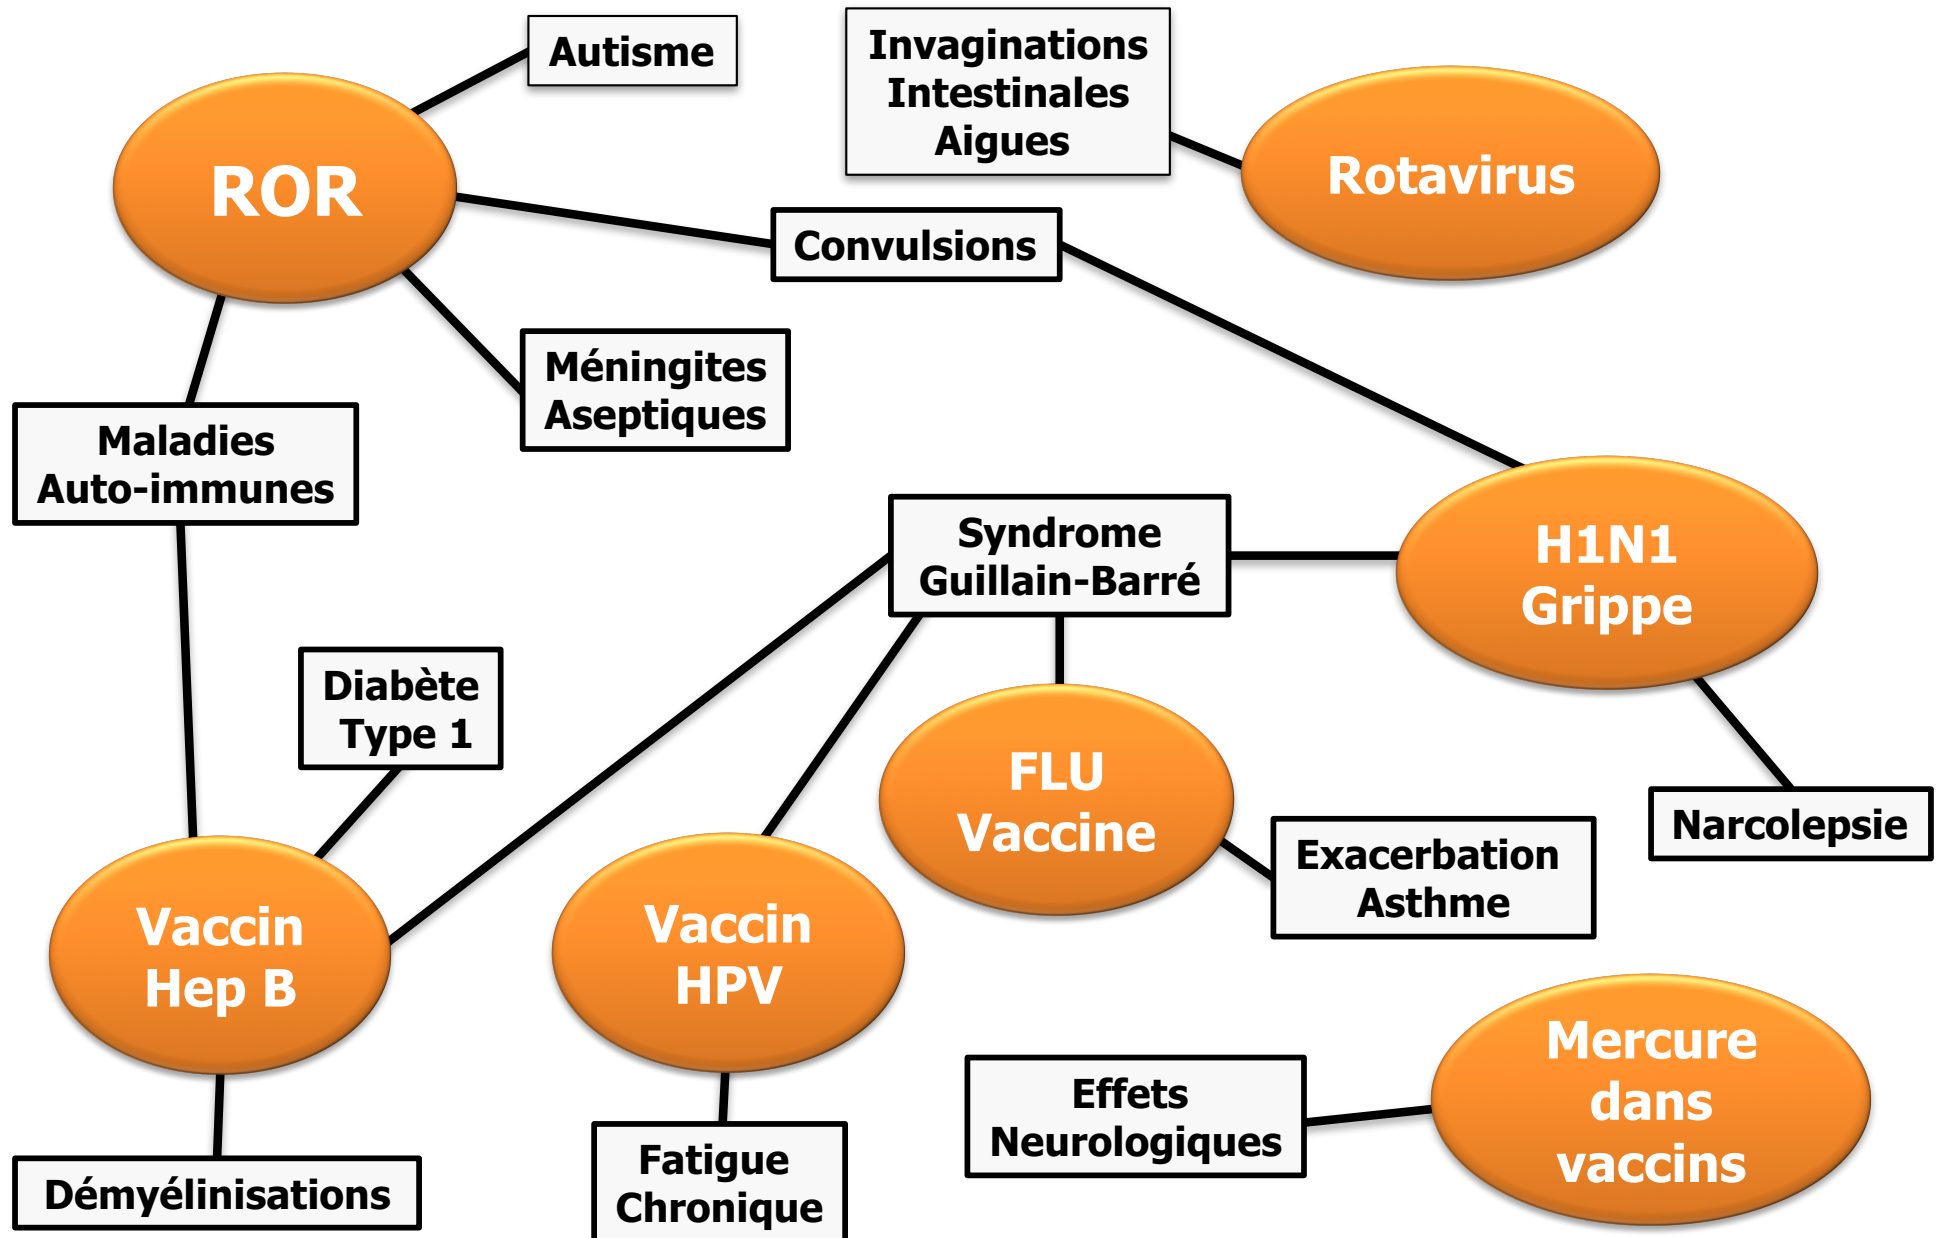 Autisme
Invaginations
Intestinales
Aigues
ROR
Rotavirus
Convulsions
Méningites
Aseptiques
Maladies
Auto-immunes
Syndrome
Guillain-Barré
H1N1
Grippe
Diabète
Type 1
FLU
Vaccine
Narcolepsie
Exacerbation
Asthme
Vaccin
Hep B
Vaccin
HPV
Mercure
dans
vaccins
Effets
Neurologiques
Démyélinisations
Fatigue
Chronique